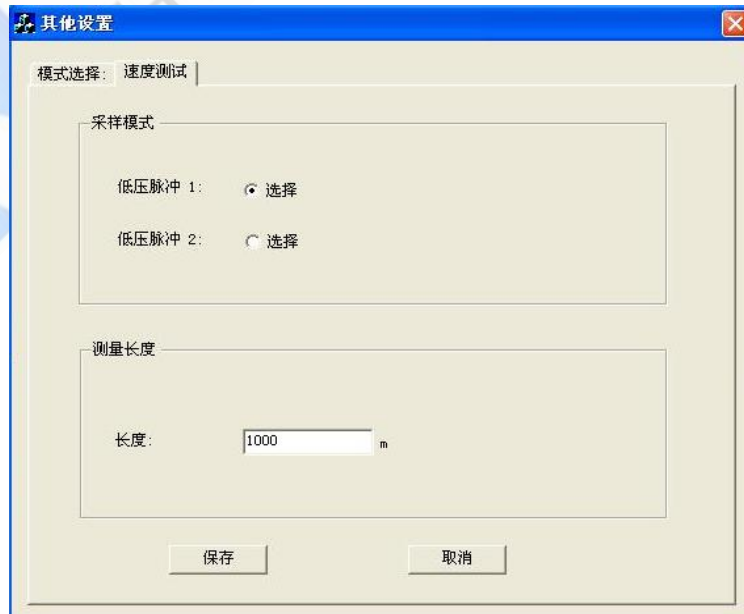 其他设置
模式选择: 速度测试
采样模式
低压脉冲 1: 选择
低压脉冲 2: 选择
测量长度
长度: 1000 m
保存 取消